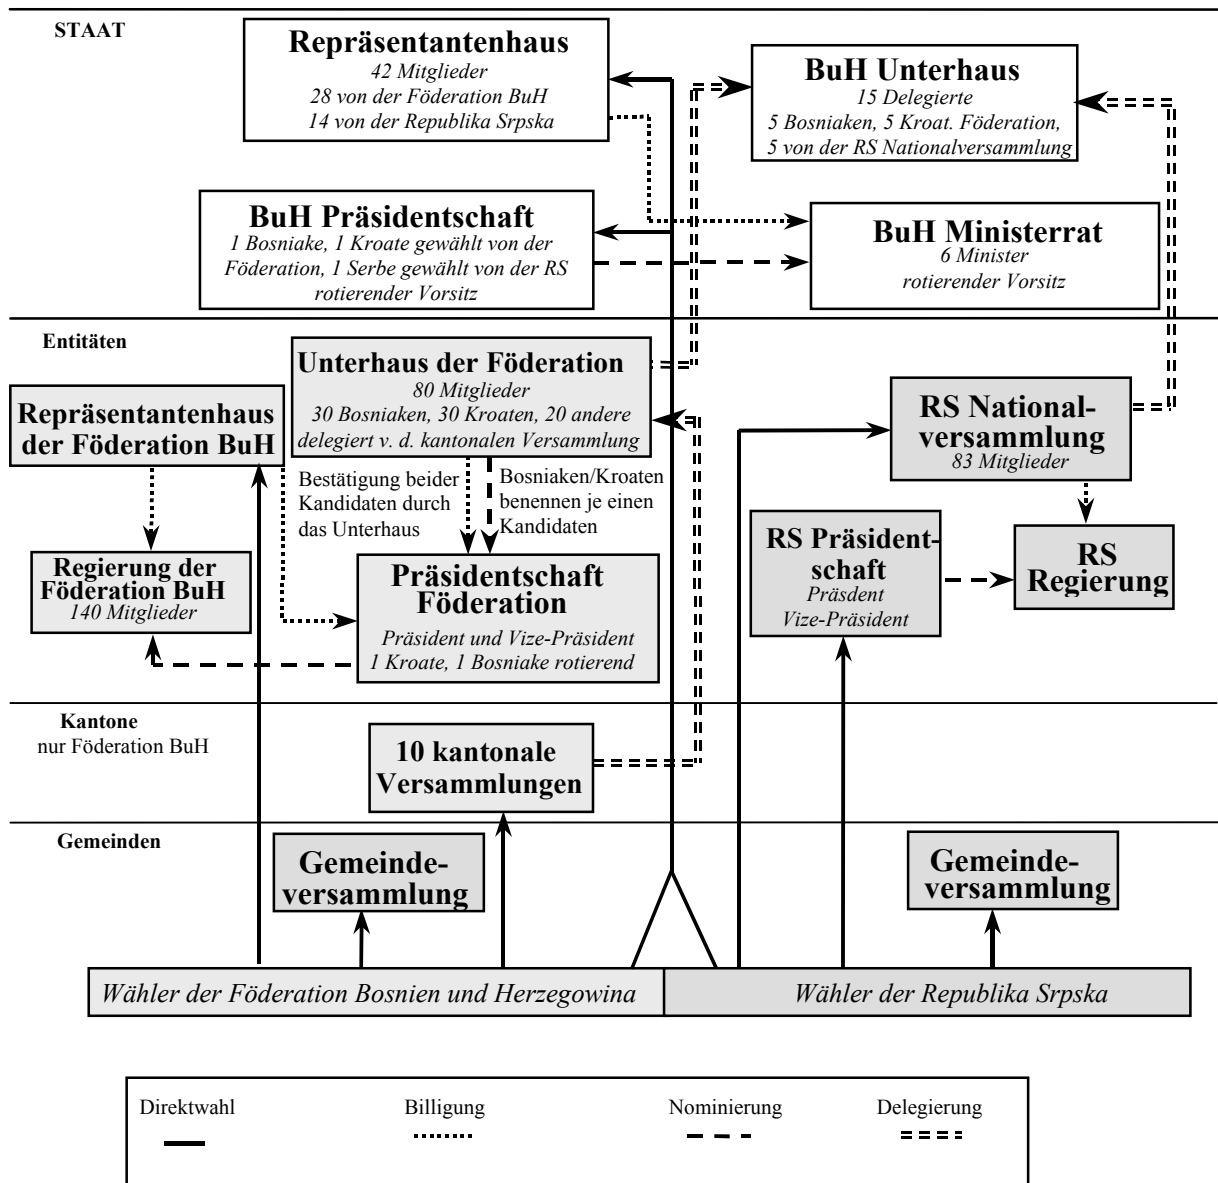 STAAT
Repräsentantenhaus
42 Mitglieder
28 von der Föderation BuH
14 von der Republika Srpska
BuH Unterhaus
15 Delegierte
5 Bosniaken, 5 Kroat. Föderation,
5 von der RS Nationalversammlung
BuH Präsidentschaft
1 Bosniake, 1 Kroate gewählt von der
Föderation, 1 Serbe gewählt von der RS
rotierender Vorsitz
BuH Ministerrat
6 Minister
rotierender Vorsitz
Entitäten
Repräsentantenhaus
der Föderation BuH
Unterhaus der Föderation
80 Mitglieder
30 Bosniaken, 30 Kroaten, 20 andere
delegiert v. d. kantonalen Versammlung
RS National-
versammlung
83 Mitglieder
Bestätigung beider
Kandidaten durch
das Unterhaus
Bosniaken/Kroaten
benennen je einen
Kandidaten
Regierung der
Föderation BuH
140 Mitglieder
Präsidentschaft
Föderation
Präsident und Vize-Präsident
1 Kroate, 1 Bosniake rotierend
RS Präsident-
schaft
Präsdent
Vize-Präsident
RS
Regierung
Kantone
nur Föderation BuH
10 kantonale
Versammlungen
Gemeinden
Gemeinde-
versammlung
Gemeinde-
versammlung
Wähler der Föderation Bosnien und Herzegowina
Wähler der Republika Srpska
Direktwahl
Billigung
Nominierung
Delegierung